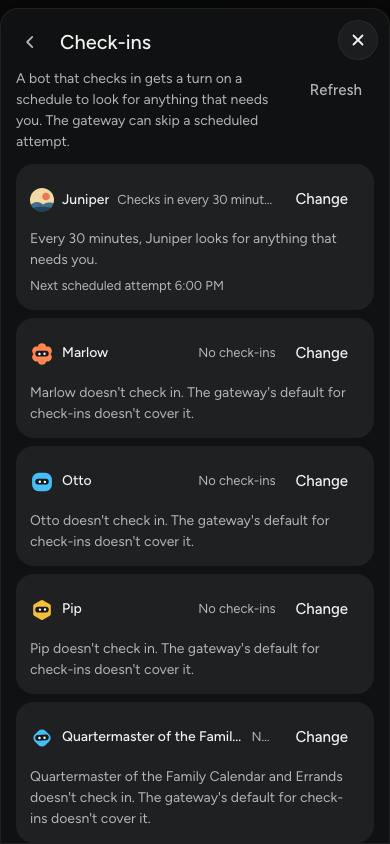 Check-ins
A bot that checks in gets a turn on a
schedule to look for anything that needs
you. The gateway can skip a scheduled
attempt.
Refresh
Juniper Checks in every 30 minut... Change
Every 30 minutes, Juniper looks for anything that
needs you.
Next scheduled attempt 6:00 PM
Marlow No check-ins Change
Marlow doesn't check in. The gateway's default for
check-ins doesn't cover it.
Otto No check-ins Change
Otto doesn't check in. The gateway's default for
check-ins doesn't cover it.
Pip No check-ins Change
Pip doesn't check in. The gateway's default for
check-ins doesn't cover it.
Quartermaster of the Famil... N... Change
Quartermaster of the Family Calendar and Errands
doesn't check in. The gateway's default for check-
ins doesn't cover it.